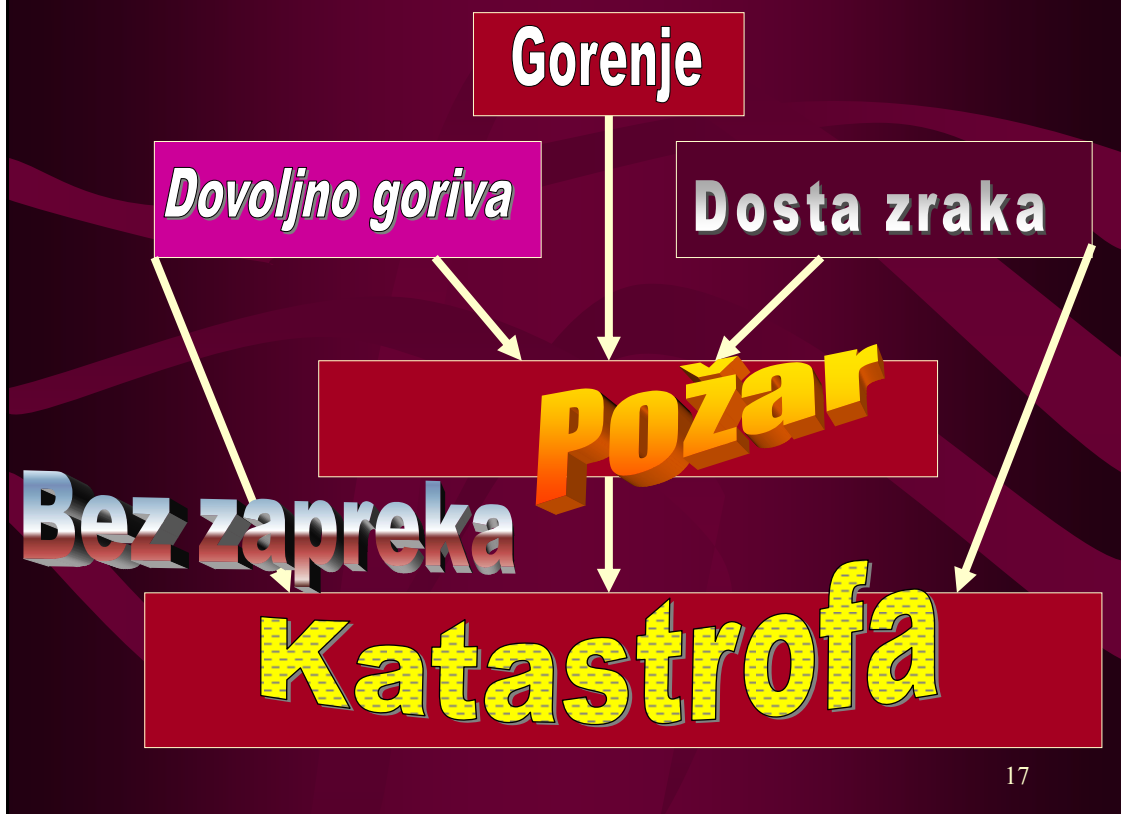 Gorenje
Dovoljno goriva
Dosta zraka
Požar
Bez zapreka
Katastrofa
17